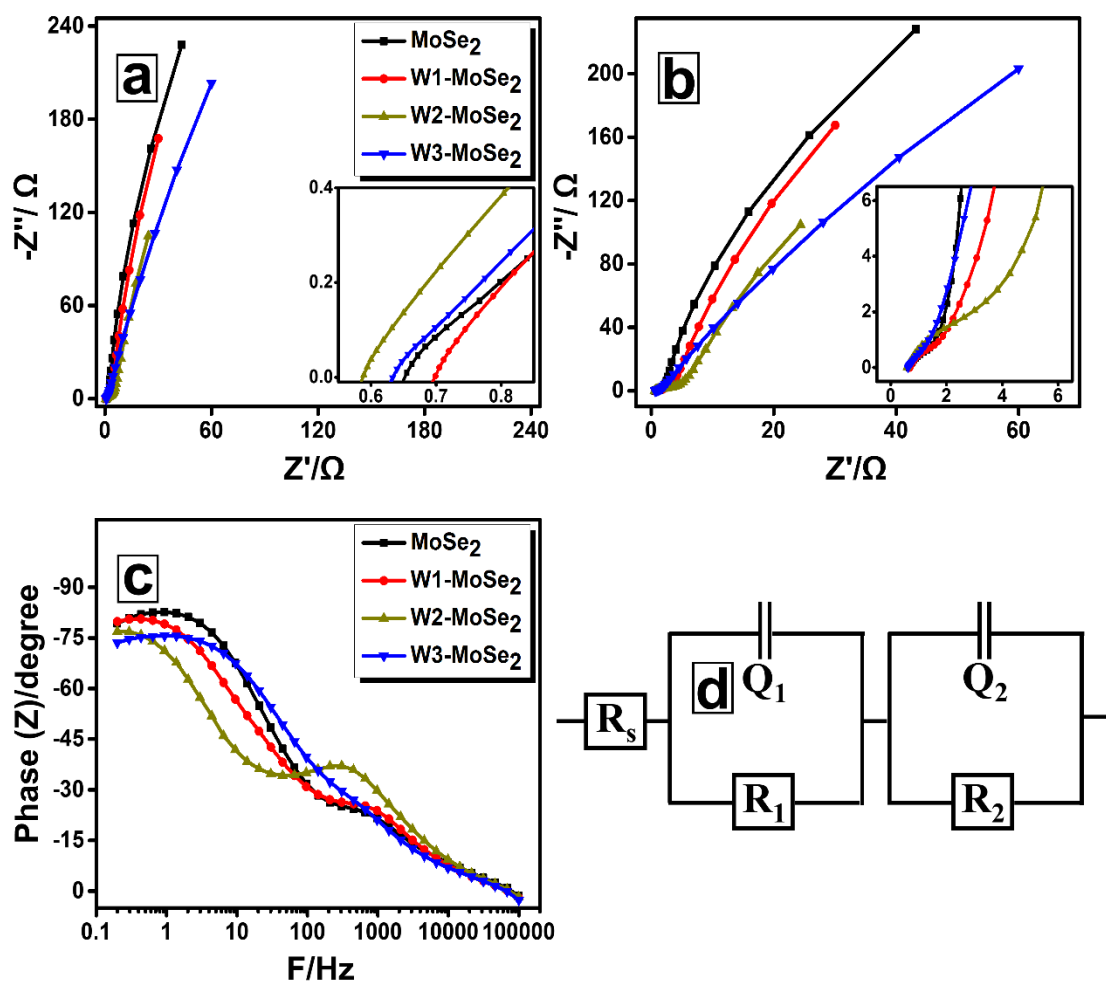 a
-Z''/ Ω
240
180
120
60
0
0 60 120 180 240
Z'/Ω
MoSe2
W1-MoSe2
W2-MoSe2
W3-MoSe2
0.4
0.2
0.0
0.6 0.7 0.8
b
-Z''/ Ω
200
160
120
80
40
0
0 20 40 60
Z'/Ω
6
4
2
0
0 2 4 6
c
Phase (Z)/degree
-90
-75
-60
-45
-30
-15
0
0.1 1 10 100 1000 10000 100000
F/Hz
MoSe2
W1-MoSe2
W2-MoSe2
W3-MoSe2
d
Q1
Q2
Rs
R1
R2